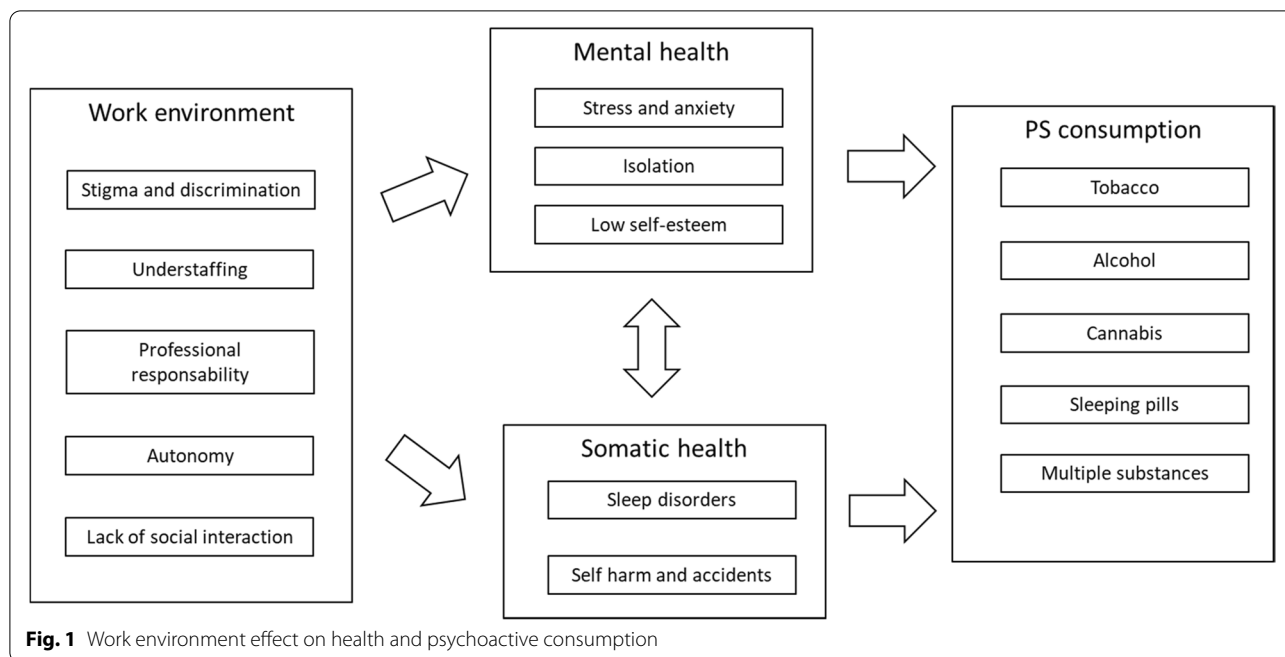 Work environment
Stigma and discrimination
Understaffing
Professional
responsability
Autonomy
Lack of social interaction
Mental health
Stress and anxiety
Isolation
Low self-esteem
Somatic health
Sleep disorders
Self harm and accidents
PS consumption
Tobacco
Alcohol
Cannabis
Sleeping pills
Multiple substances
Fig. 1 Work environment effect on health and psychoactive consumption